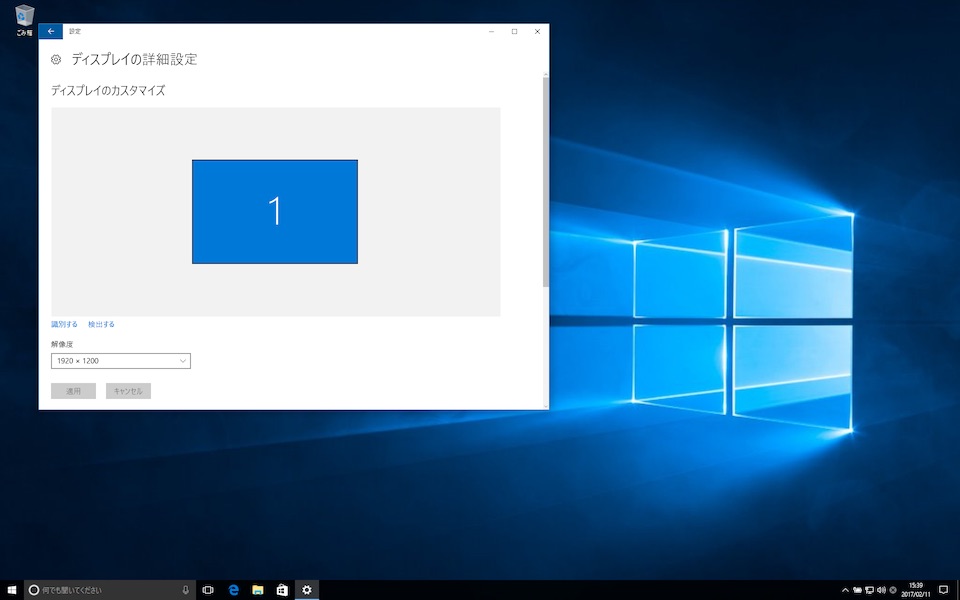 ごみ箱
設定
ディスプレイの詳細設定
ディスプレイのカスタマイズ
1
識別する 検出する
解像度
1920 × 1200
適用 キャンセル
何でも聞いてください
15:39
2017/02/11